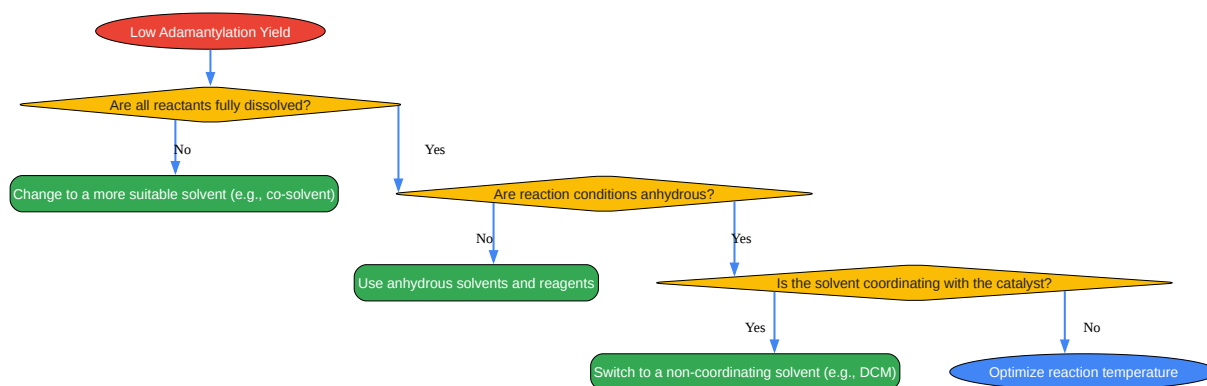 Low Adamantylation Yield
Are all reactants fully dissolved?
No
Yes
Change to a more suitable solvent (e.g., co-solvent)
Are reaction conditions anhydrous?
No
Yes
Use anhydrous solvents and reagents
Is the solvent coordinating with the catalyst?
Yes
No
Switch to a non-coordinating solvent (e.g., DCM)
Optimize reaction temperature